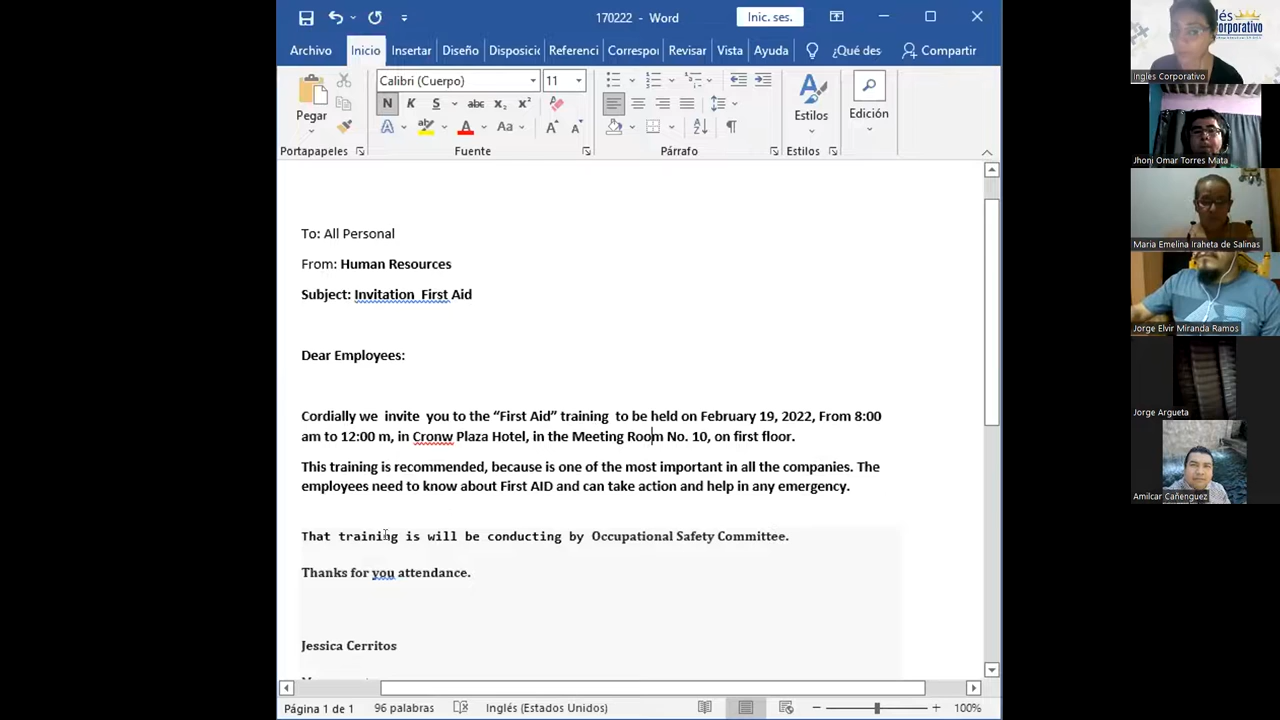 170222 - Word
Inic. ses.
Archivo Inicio Insertar Diseño Disposici Referenci Correspo Revisar Vista Ayuda ¿Qué des Compartir
Pegar
Calibri (Cuerpo) 11
N K S abc x₂ x²
A A Aa A A
Estilos
Edición
Portapapeles Fuente Párrafo Estilos
To: All Personal
From: Human Resources
Subject: Invitation First Aid
Dear Employees:
Cordially we invite you to the “First Aid” training to be held on February 19, 2022, From 8:00
am to 12:00 m, in Cronw Plaza Hotel, in the Meeting Room No. 10, on first floor.
This training is recommended, because is one of the most important in all the companies. The
employees need to know about First AID and can take action and help in any emergency.
That training is will be conducting by Occupational Safety Committee.
Thanks for you attendance.
Jessica Cerritos
Página 1 de 1 96 palabras Inglés (Estados Unidos) 100%
Ingles Corporativo
Jhoni Omar Torres Mata
Maria Emelina Iraheta de Salinas
Jorge Elvir Miranda Ramos
Jorge Argueta
Amilcar Cañenguez